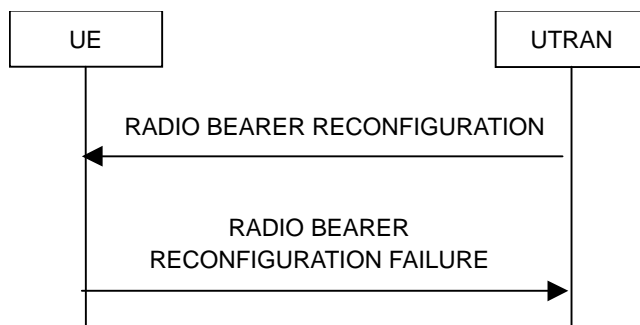 UE
UTRAN
RADIO BEARER RECONFIGURATION
RADIO BEARER
RECONFIGURATION FAILURE